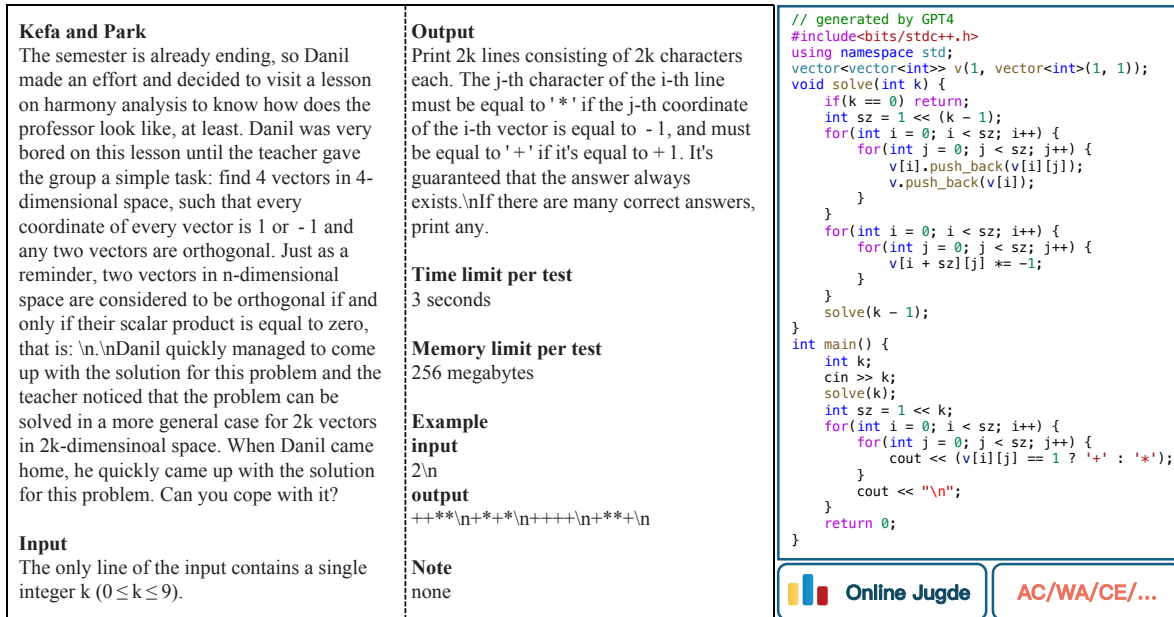 Kefa and Park
The semester is already ending, so Danil
made an effort and decided to visit a lesson
on harmony analysis to know how does the
professor look like, at least. Danil was very
bored on this lesson until the teacher gave
the group a simple task: find 4 vectors in 4-
dimensional space, such that every
coordinate of every vector is 1 or - 1 and
any two vectors are orthogonal. Just as a
reminder, two vectors in n-dimensional
space are considered to be orthogonal if and
only if their scalar product is equal to zero,
that is: \n.\nDanil quickly managed to come
up with the solution for this problem and the
teacher noticed that the problem can be
solved in a more general case for 2k vectors
in 2k-dimensinoal space. When Danil came
home, he quickly came up with the solution
for this problem. Can you cope with it?
Input
The only line of the input contains a single
integer k (0 ≤ k ≤ 9).
Output
Print 2k lines consisting of 2k characters
each. The j-th character of the i-th line
must be equal to ' * ' if the j-th coordinate
of the i-th vector is equal to - 1, and must
be equal to ' + ' if it's equal to + 1. It's
guaranteed that the answer always
exists.\nIf there are many correct answers,
print any.
Time limit per test
3 seconds
Memory limit per test
256 megabytes
Example
input
2\n
output
++**\n+*+*\n++++\n+**+\n
Note
none
// generated by GPT4
#include<bits/stdc++.h>
using namespace std;
vector<vector<int>> v(1, vector<int>(1, 1));
void solve(int k) {
    if(k == 0) return;
    int sz = 1 << (k - 1);
    for(int i = 0; i < sz; i++) {
        for(int j = 0; j < sz; j++) {
            v[i].push_back(v[i][j]);
            v.push_back(v[i]);
        }
    }
    for(int i = 0; i < sz; i++) {
        for(int j = 0; j < sz; j++) {
            v[i + sz][j] *= -1;
        }
    }
    solve(k - 1);
}
int main() {
    int k;
    cin >> k;
    solve(k);
    int sz = 1 << k;
    for(int i = 0; i < sz; i++) {
        for(int j = 0; j < sz; j++) {
            cout << (v[i][j] == 1 ? '+' : '*');
        }
        cout << "\n";
    }
    return 0;
}
Online Jugde
AC/WA/CE/...